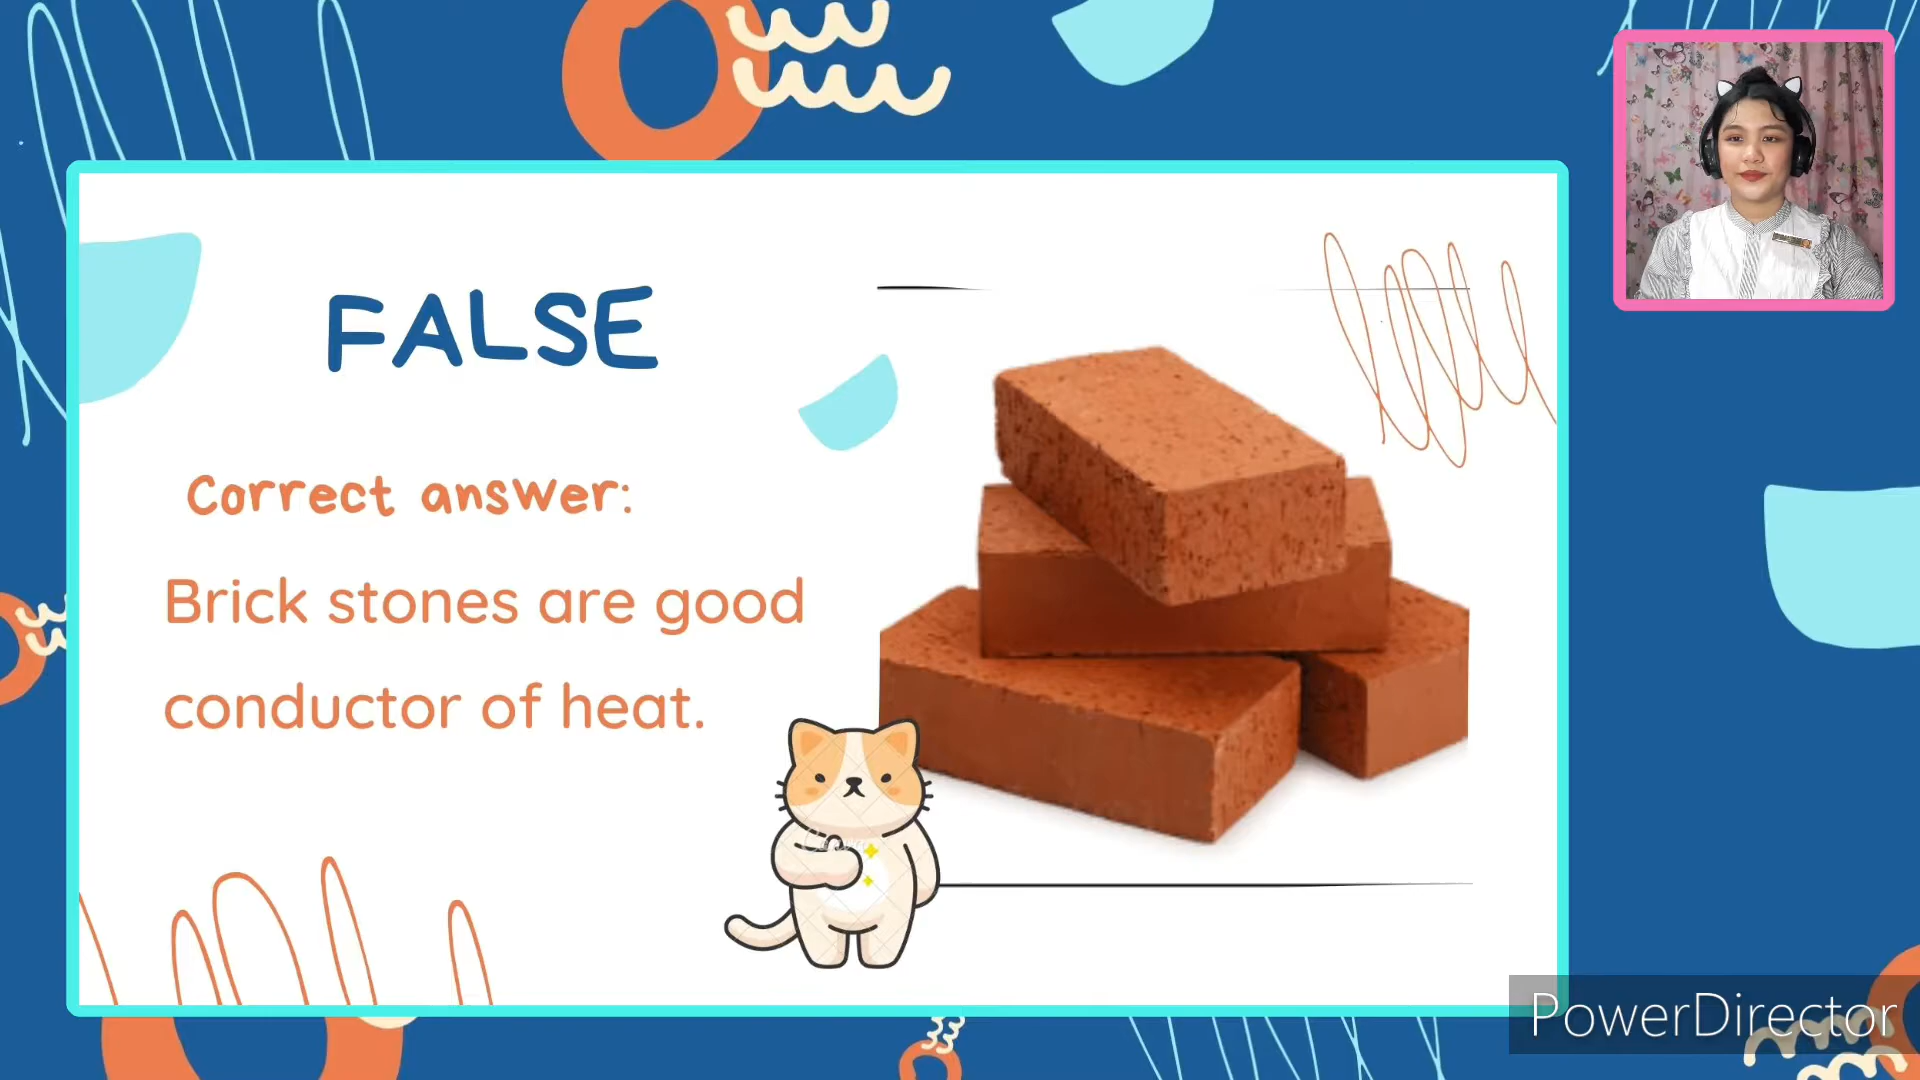 FALSE
Correct answer:
Brick stones are good
conductor of heat.
PowerDirector